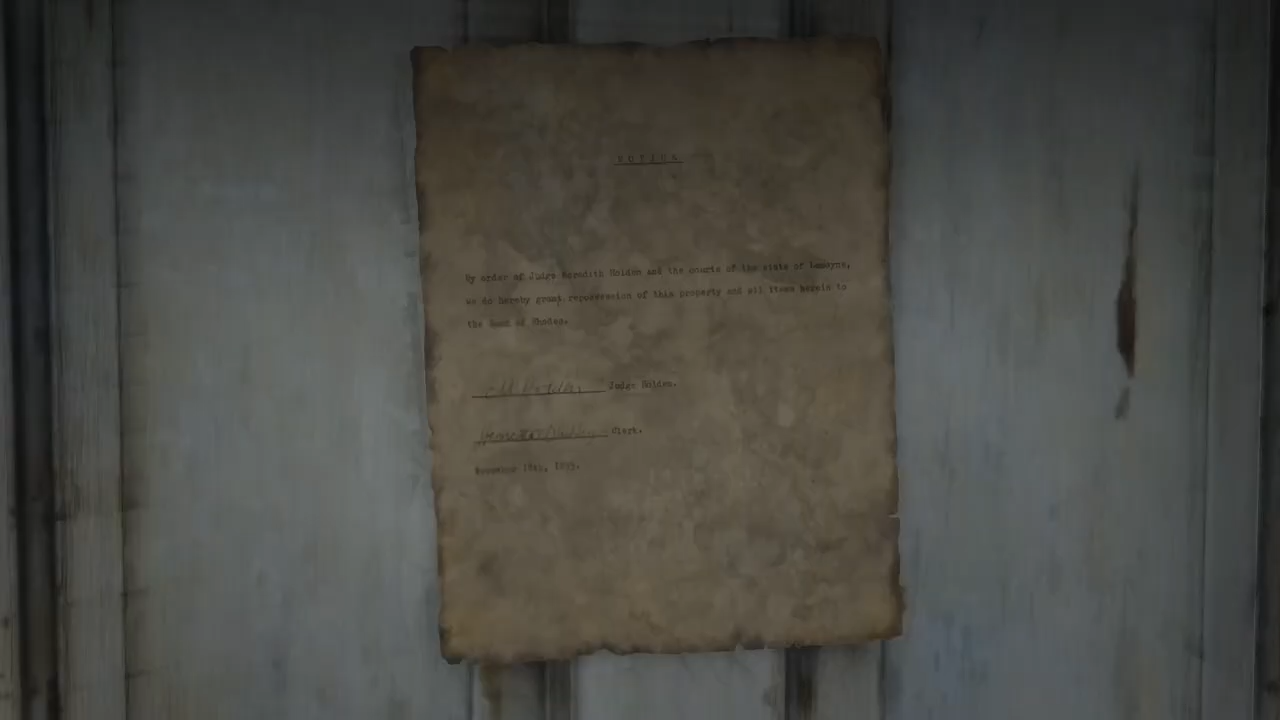 NOTICE
By order of Judge Meredith Holden and the courts of the state of Lemoyne,
we do hereby grant repossession of this property and all items herein to
the Bank of Rhodes.
Judge Holden.
clerk.
November 18th,